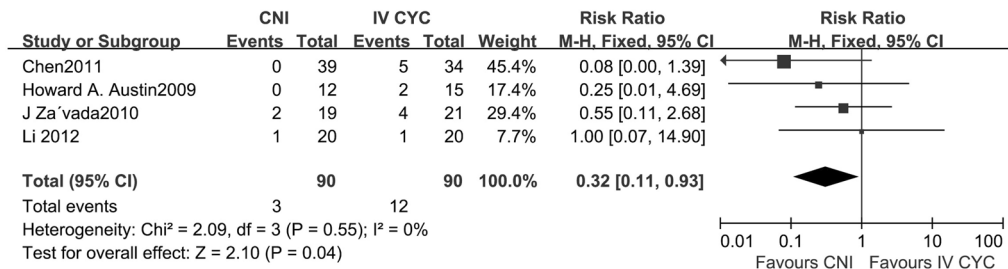 CNI IV CYC Risk Ratio Risk Ratio
Study or Subgroup Events Total Events Total Weight M-H, Fixed, 95% CI M-H, Fixed, 95% CI
Chen2011 0 39 5 34 45.4% 0.08 [0.00, 1.39]
Howard A. Austin2009 0 12 2 15 17.4% 0.25 [0.01, 4.69]
J Za´vada2010 2 19 4 21 29.4% 0.55 [0.11, 2.68]
Li 2012 1 20 1 20 7.7% 1.00 [0.07, 14.90]
Total (95% CI) 90 90 100.0% 0.32 [0.11, 0.93]
Total events 3 12
Heterogeneity: Chi² = 2.09, df = 3 (P = 0.55); I² = 0%
Test for overall effect: Z = 2.10 (P = 0.04)
0.01 0.1 1 10 100
Favours CNI Favours IV CYC